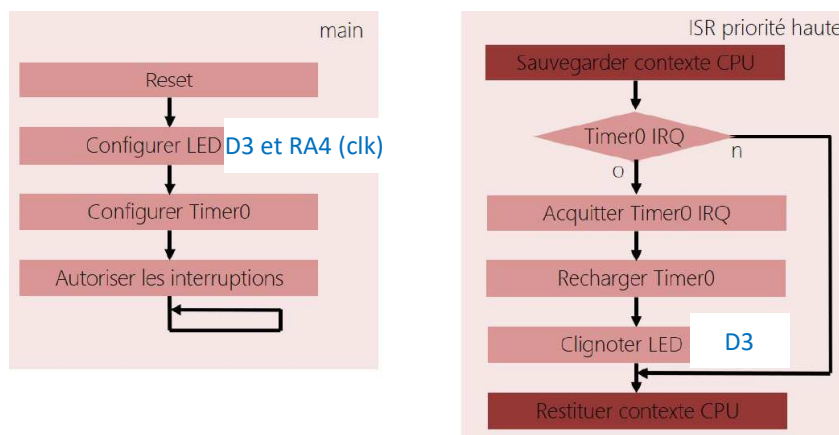 main
Reset
Configurer LED D3 et RA4 (clk)
Configurer Timer0
Autoriser les interruptions
ISR priorité haute
Sauvegarder contexte CPU
Timer0 IRQ
n
o
Acquitter Timer0 IRQ
Recharger Timer0
Clignoter LED D3
Restituer contexte CPU